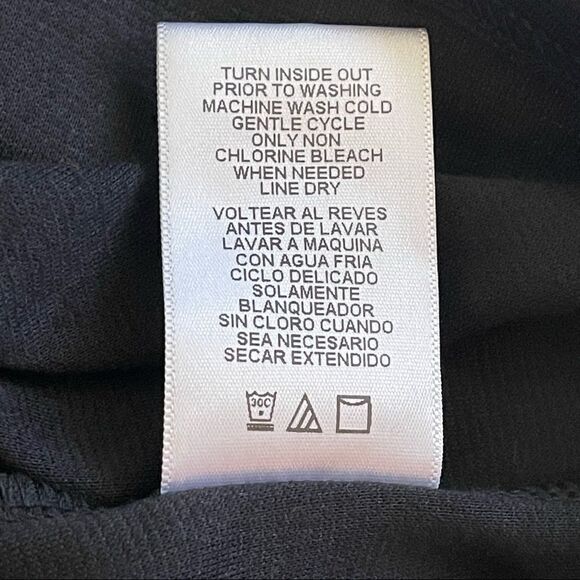 TURN INSIDE OUT
PRIOR TO WASHING
MACHINE WASH COLD
GENTLE CYCLE
ONLY NON
CHLORINE BLEACH
WHEN NEEDED
LINE DRY
VOLTEAR AL REVES
ANTES DE LAVAR
LAVAR A MAQUINA
CON AGUA FRIA
CICLO DELICADO
SOLAMENTE
BLANQUEADOR
SIN CLORO CUANDO
SEA NECESARIO
SECAR EXTENDIDO
30C